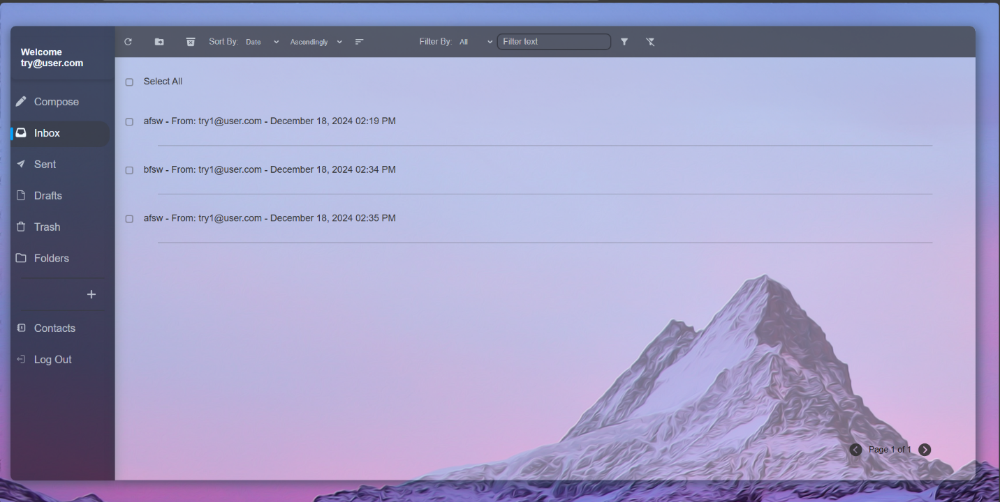 Welcome
try@user.com
Compose
Inbox
Sent
Drafts
Trash
Folders
+
Contacts
Log Out
Sort By: Date Ascendingly Filter By: All Filter text
Select All
afsw - From: try1@user.com - December 18, 2024 02:19 PM
bfsw - From: try1@user.com - December 18, 2024 02:34 PM
afsw - From: try1@user.com - December 18, 2024 02:35 PM
Page 1 of 1